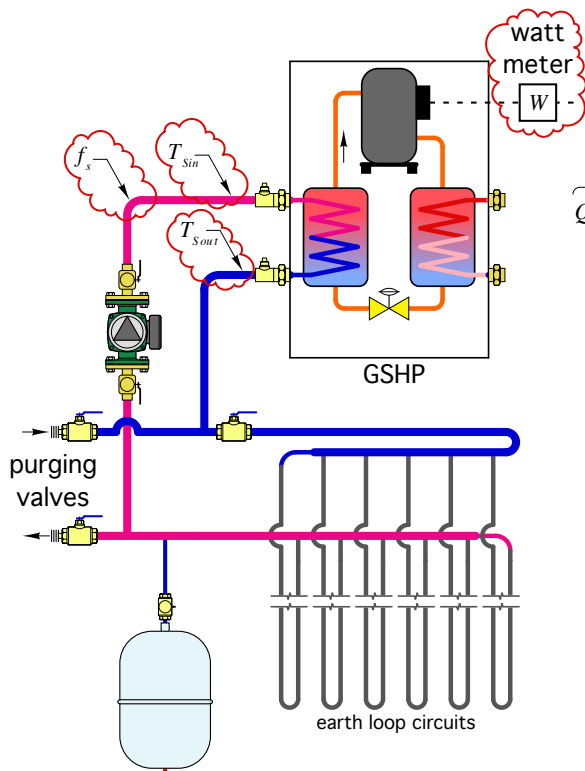 watt
meter
W
f_s
T_Sin
T_Sout
Q
GSHP
purging
valves
earth loop circuits